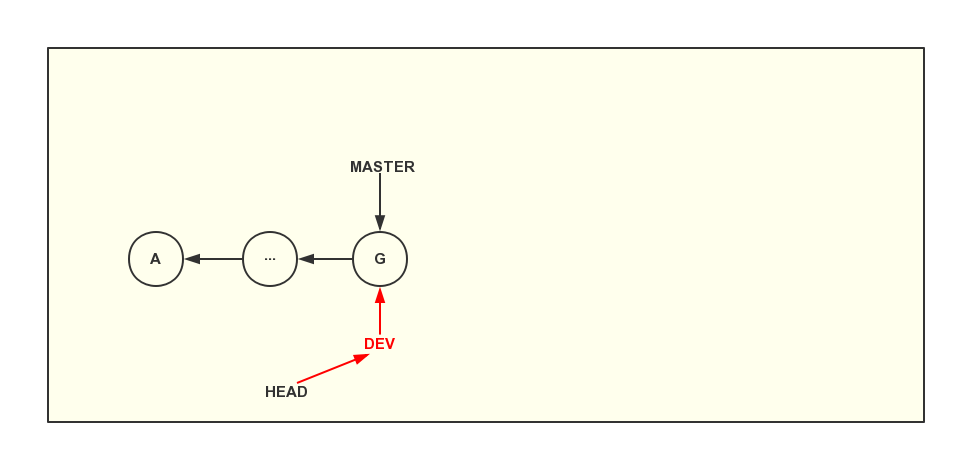 MASTER
A
...
G
DEV
HEAD